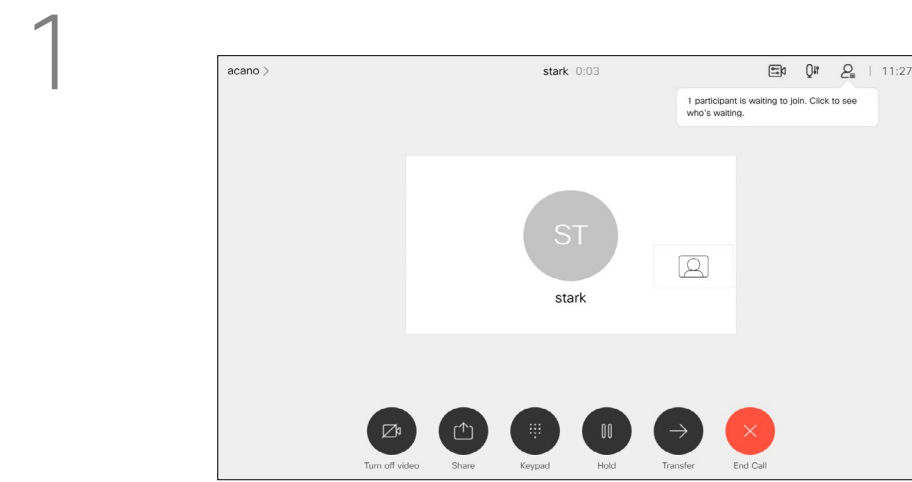 1
acano >
stark 0:03
11:27
1 participant is waiting to join. Click to see
who's waiting.
ST
stark
Turn off video
Share
Keypad
Hold
Transfer
End Call